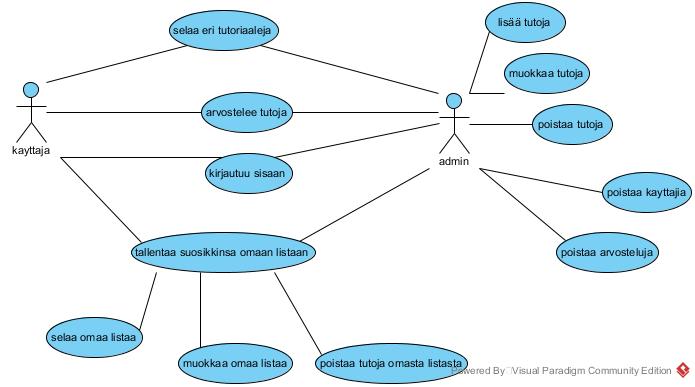 selaa eri tutoriaaleja
lisää tutoja
muokkaa tutoja
arvostelee tutoja
poistaa tutoja
kayttaja
admin
kirjautuu sisaan
poistaa kayttajia
tallentaa suosikkinsa omaan listaan
poistaa arvosteluja
selaa omaa listaa
muokkaa omaa listaa
poistaa tutoja omasta listasta
Powered By Visual Paradigm Community Edition